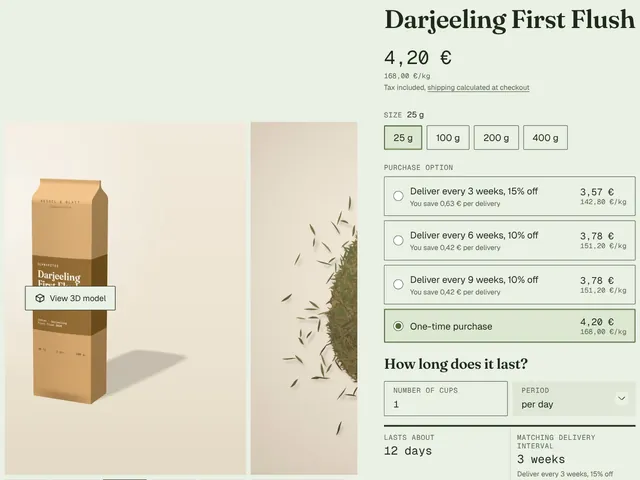 Darjeeling First Flush
4,20 €
168,00 €/kg
Tax included, shipping calculated at checkout
SIZE 25 g
25 g
100 g
200 g
400 g
PURCHASE OPTION
Deliver every 3 weeks, 15% off
3,57 €
You save 0,63 € per delivery
142,80 €/kg
Deliver every 6 weeks, 10% off
3,78 €
You save 0,42 € per delivery
151,20 €/kg
Deliver every 9 weeks, 10% off
3,78 €
You save 0,42 € per delivery
151,20 €/kg
One-time purchase
4,20 €
168,00 €/kg
How long does it last?
NUMBER OF CUPS
1
PERIOD
per day
LASTS ABOUT
12 days
MATCHING DELIVERY
INTERVAL
3 weeks
Deliver every 3 weeks, 15% off
Darjeeling
First Flush
View 3D model